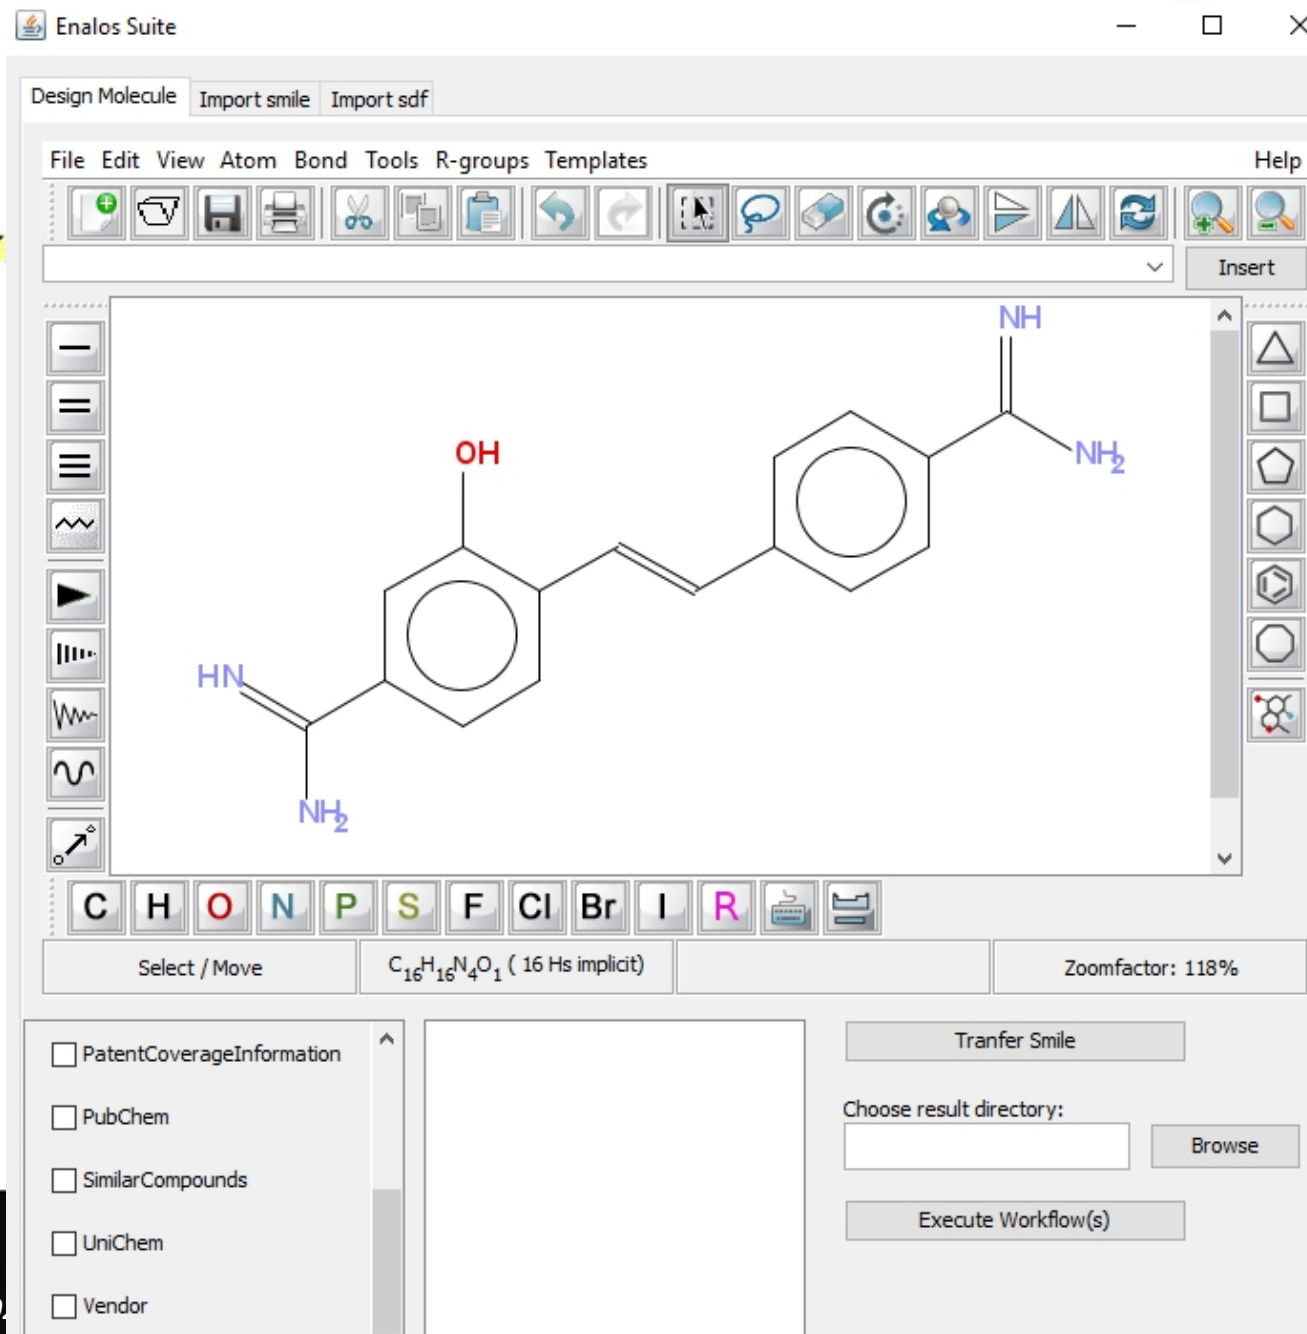 Enalos Suite
Design Molecule Import smile Import sdf
File Edit View Atom Bond Tools R-groups Templates Help
Insert
NH
NH2
OH
HN
NH2
C H O N P S F Cl Br I R
Select / Move C16H16N4O1 ( 16 Hs implicit) Zoomfactor: 118%
PatentCoverageInformation
PubChem
SimilarCompounds
UniChem
Vendor
Tranfer Smile
Choose result directory:
Browse
Execute Workflow(s)